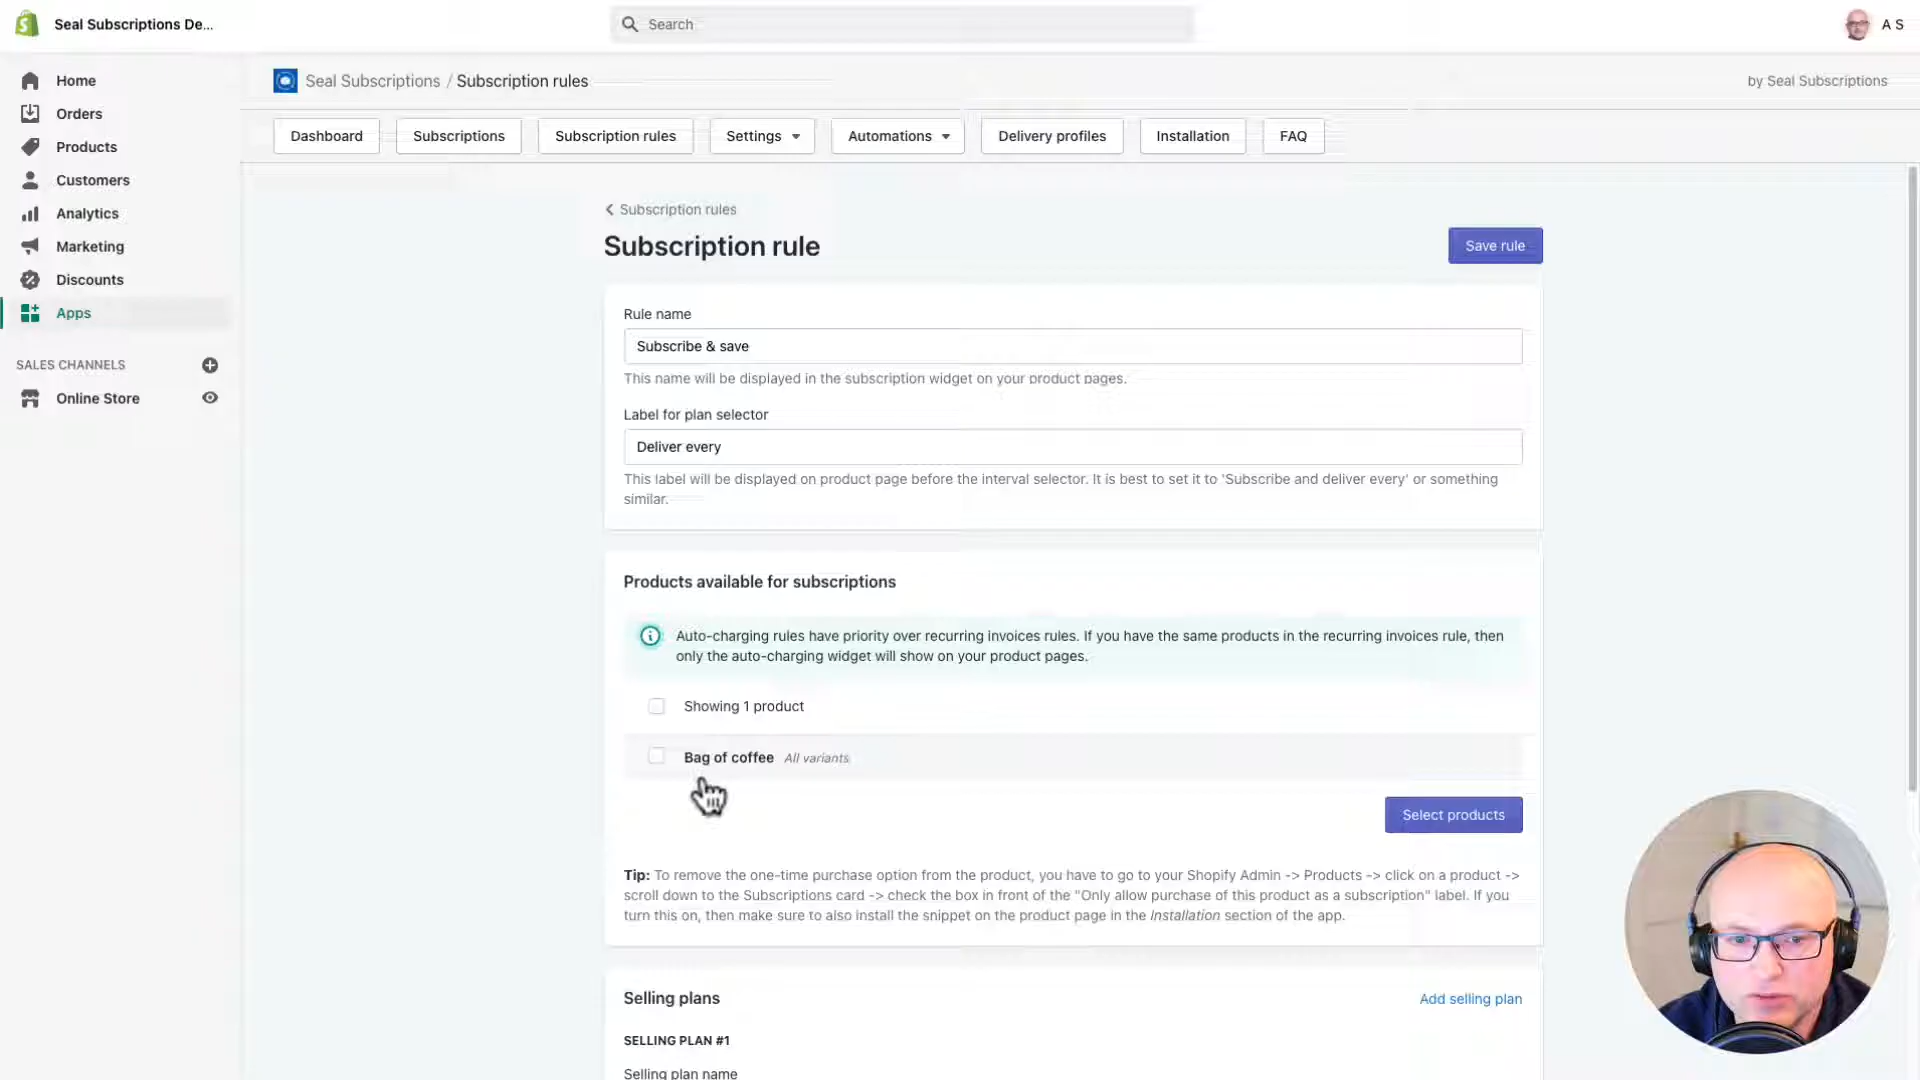 Seal Subscriptions De...
Search
A S
Home
Orders
Products
Customers
Analytics
Marketing
Discounts
Apps
SALES CHANNELS
Online Store
Seal Subscriptions / Subscription rules
by Seal Subscriptions
Dashboard
Subscriptions
Subscription rules
Settings
Automations
Delivery profiles
Installation
FAQ
Subscription rules
Subscription rule
Save rule
Rule name
Subscribe & save
This name will be displayed in the subscription widget on your product pages.
Label for plan selector
Deliver every
This label will be displayed on product page before the interval selector. It is best to set it to 'Subscribe and deliver every' or something
similar.
Products available for subscriptions
Auto-charging rules have priority over recurring invoices rules. If you have the same products in the recurring invoices rule, then
only the auto-charging widget will show on your product pages.
Showing 1 product
Bag of coffee All variants
Select products
Tip: To remove the one-time purchase option from the product, you have to go to your Shopify Admin -> Products -> click on a product ->
scroll down to the Subscriptions card -> check the box in front of the "Only allow purchase of this product as a subscription" label. If you
turn this on, then make sure to also install the snippet on the product page in the Installation section of the app.
Selling plans
Add selling plan
SELLING PLAN #1
Selling plan name